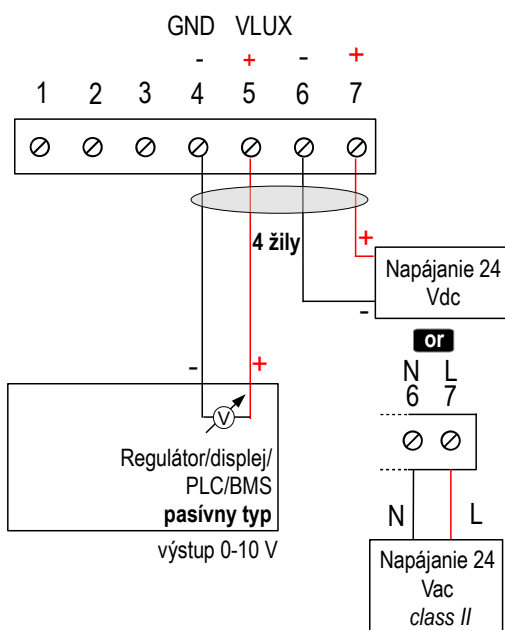 GND VLUX
- + - +
1 2 3 4 5 6 7
4 žily
+
Napájanie 24
Vdc
-
or
N L
6 7
- +
V
Regulátor/displej/
PLC/BMS
pasívny typ
výstup 0-10 V
N L
Napájanie 24
Vac
class II